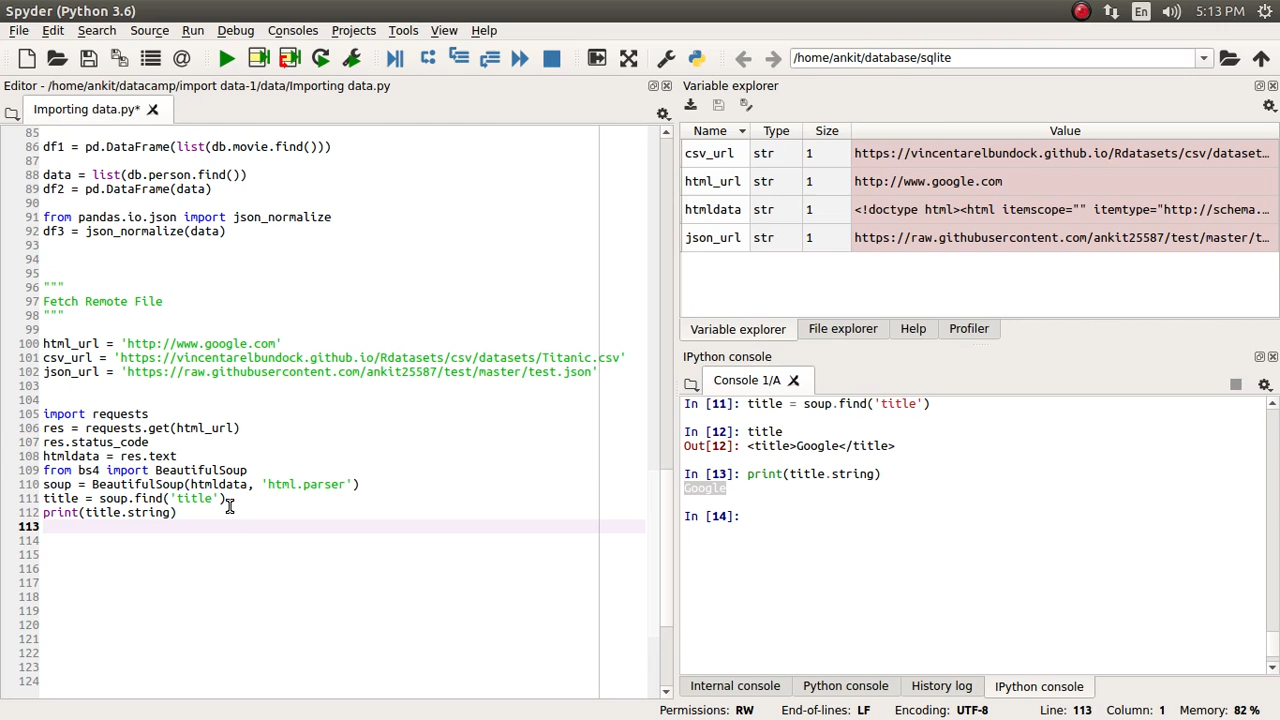 Spyder (Python 3.6)
En
5:13 PM
File Edit Search Source Run Debug Consoles Projects Tools View Help
/home/ankit/database/sqlite
Editor - /home/ankit/datacamp/import data-1/data/Importing data.py
Importing data.py*
85
86 df1 = pd.DataFrame(list(db.movie.find()))
87
88 data = list(db.person.find())
89 df2 = pd.DataFrame(data)
90
91 from pandas.io.json import json_normalize
92 df3 = json_normalize(data)
93
94
95
96 """
97 Fetch Remote File
98 """
99
100 html_url = 'http://www.google.com'
101 csv_url = 'https://vincentarelbundock.github.io/Rdatasets/csv/datasets/Titanic.csv'
102 json_url = 'https://raw.githubusercontent.com/ankit25587/test/master/test.json'
103
104
105 import requests
106 res = requests.get(html_url)
107 res.status_code
108 htmldata = res.text
109 from bs4 import BeautifulSoup
110 soup = BeautifulSoup(htmldata, 'html.parser')
111 title = soup.find('title')
112 print(title.string)
113
114
115
116
117
118
119
120
121
122
123
124
Variable explorer
Name Type Size Value
csv_url str 1 https://vincentarelbundock.github.io/Rdatasets/csv/dataset…
html_url str 1 http://www.google.com
htmldata str 1 <!doctype html><html itemscope="" itemtype="http://schema.…
json_url str 1 https://raw.githubusercontent.com/ankit25587/test/master/t…
Variable explorer File explorer Help Profiler
IPython console
Console 1/A
In [11]: title = soup.find('title')
In [12]: title
Out[12]: <title>Google</title>
In [13]: print(title.string)
Google
In [14]:
Internal console Python console History log IPython console
Permissions: RW End-of-lines: LF Encoding: UTF-8 Line: 113 Column: 1 Memory: 82 %